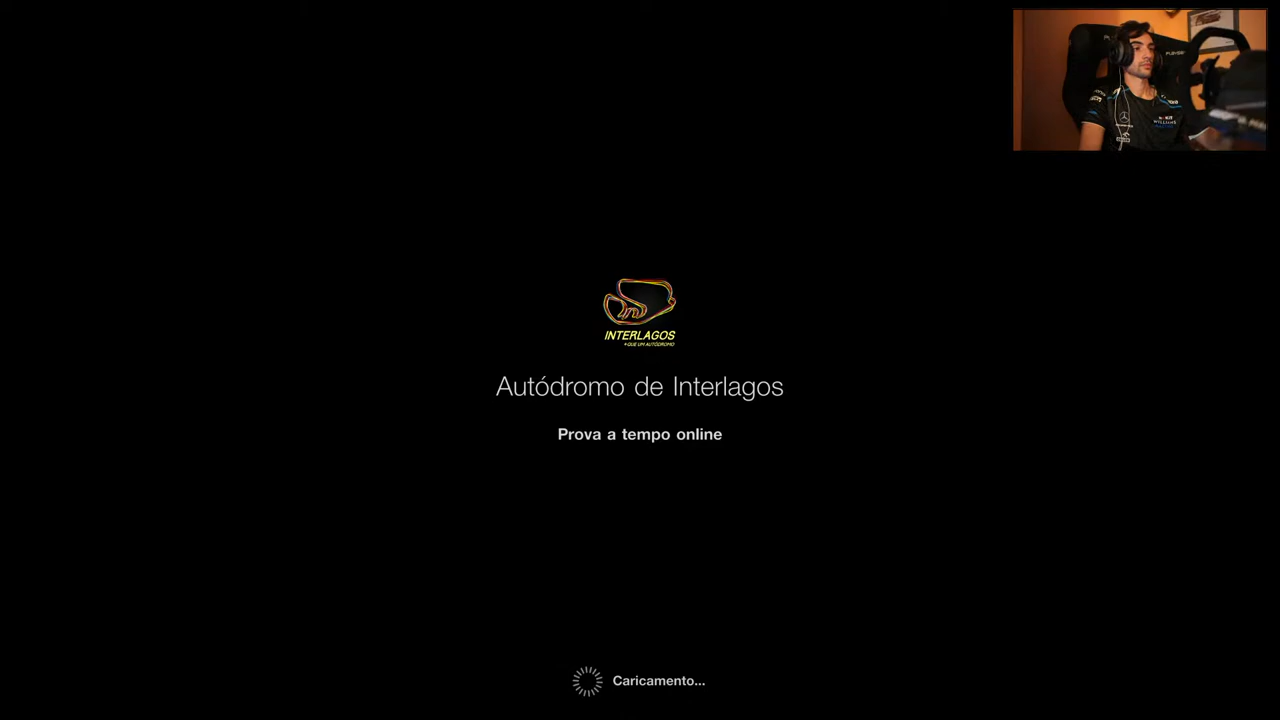 INTERLAGOS
Autódromo de Interlagos
Prova a tempo online
Caricamento...